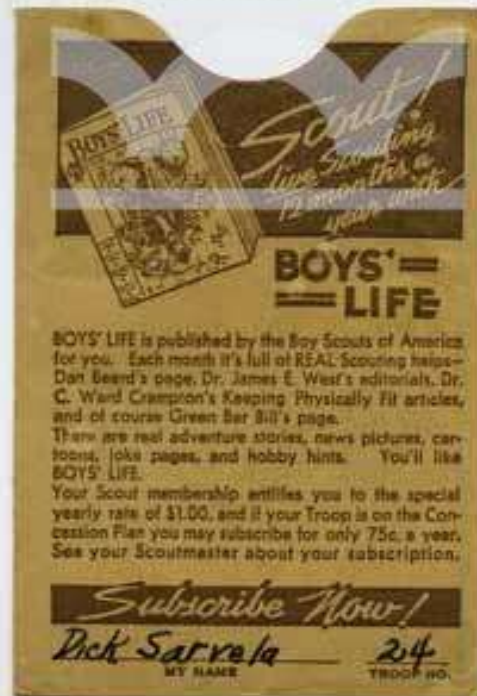 BOYS' LIFE
Scout!
live Scouting
12 months a
year with
BOYS'
LIFE
BOYS' LIFE is published by the Boy Scouts of America
for you. Each month it's full of REAL Scouting helps—
Dan Beard's page, Dr. James E. West's editorials, Dr.
C. Ward Crampton's Keeping Physically Fit articles,
and of course Green Bar Bill's page.
There are real adventure stories, news pictures, car-
toons, joke pages, and hobby hints. You'll like
BOYS' LIFE.
Your Scout membership entitles you to the special
yearly rate of $1.00, and if your Troop is on the Con-
cession Plan you may subscribe for only 75c. a year.
See your Scoutmaster about your subscription.
Subscribe Now!
Dick Sarvela 24
MY NAME TROOP NO.